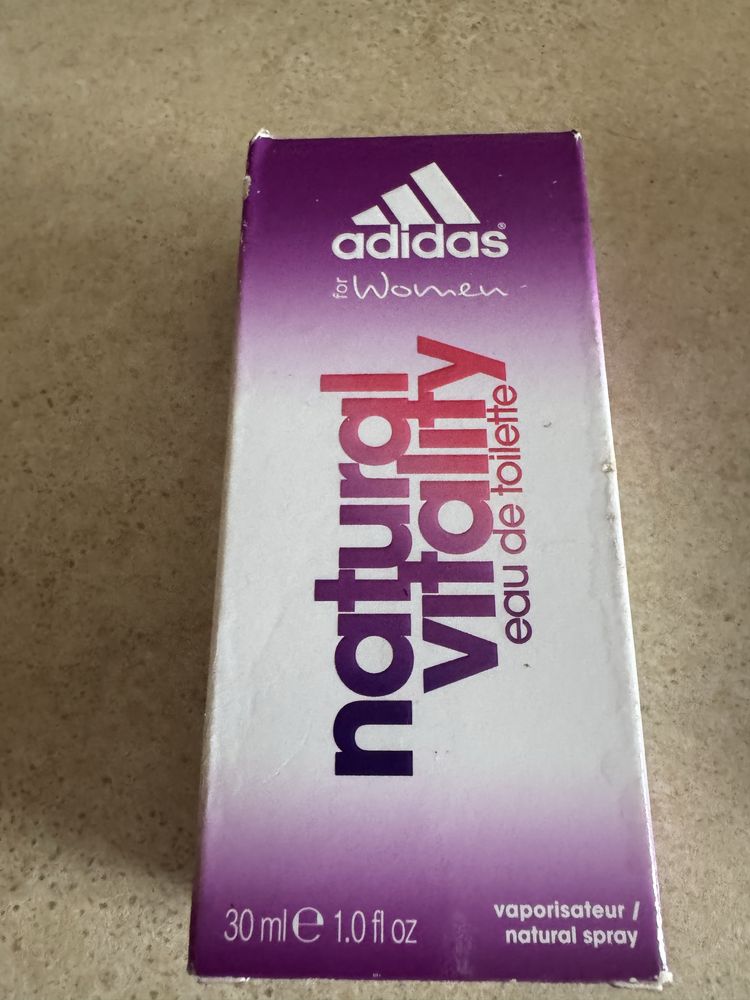 adidas®
for Women
natural
vitality
eau de toilette
30 ml ℮ 1.0 fl oz
vaporisateur /
natural spray